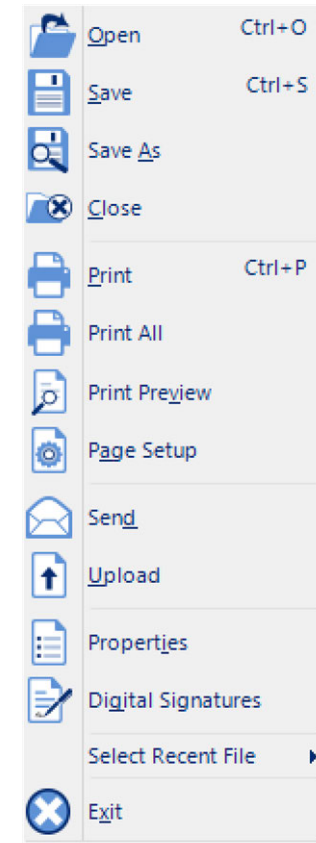 Open Ctrl+O
Save Ctrl+S
Save As
Close
Print Ctrl+P
Print All
Print Preview
Page Setup
Send
Upload
Properties
Digital Signatures
Select Recent File
Exit